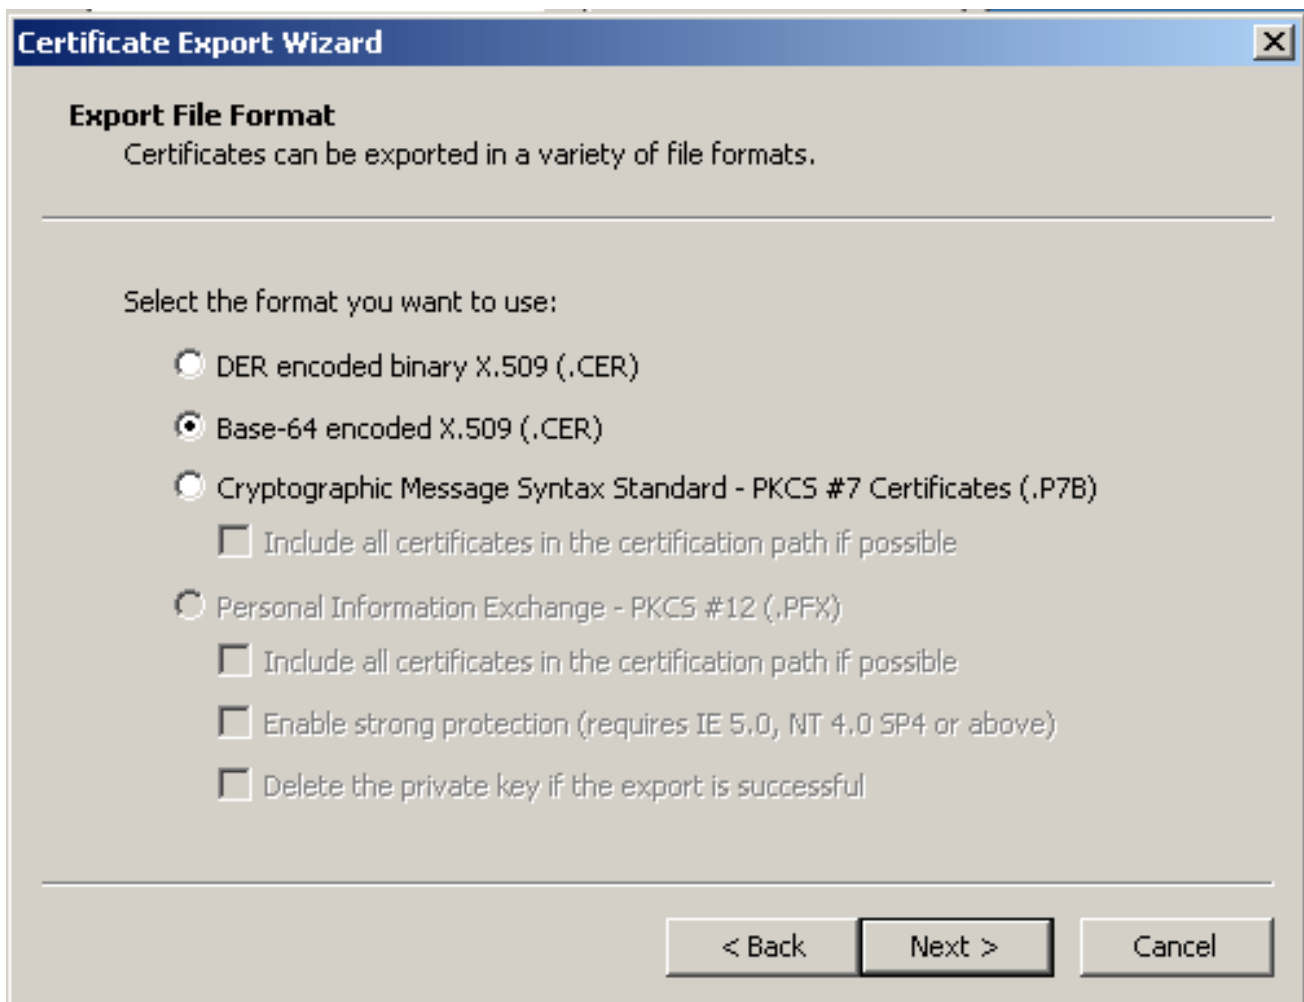 Certificate Export Wizard
Export File Format
Certificates can be exported in a variety of file formats.
Select the format you want to use:
DER encoded binary X.509 (.CER)
Base-64 encoded X.509 (.CER)
Cryptographic Message Syntax Standard - PKCS #7 Certificates (.P7B)
Include all certificates in the certification path if possible
Personal Information Exchange - PKCS #12 (.PFX)
Include all certificates in the certification path if possible
Enable strong protection (requires IE 5.0, NT 4.0 SP4 or above)
Delete the private key if the export is successful
< Back Next > Cancel